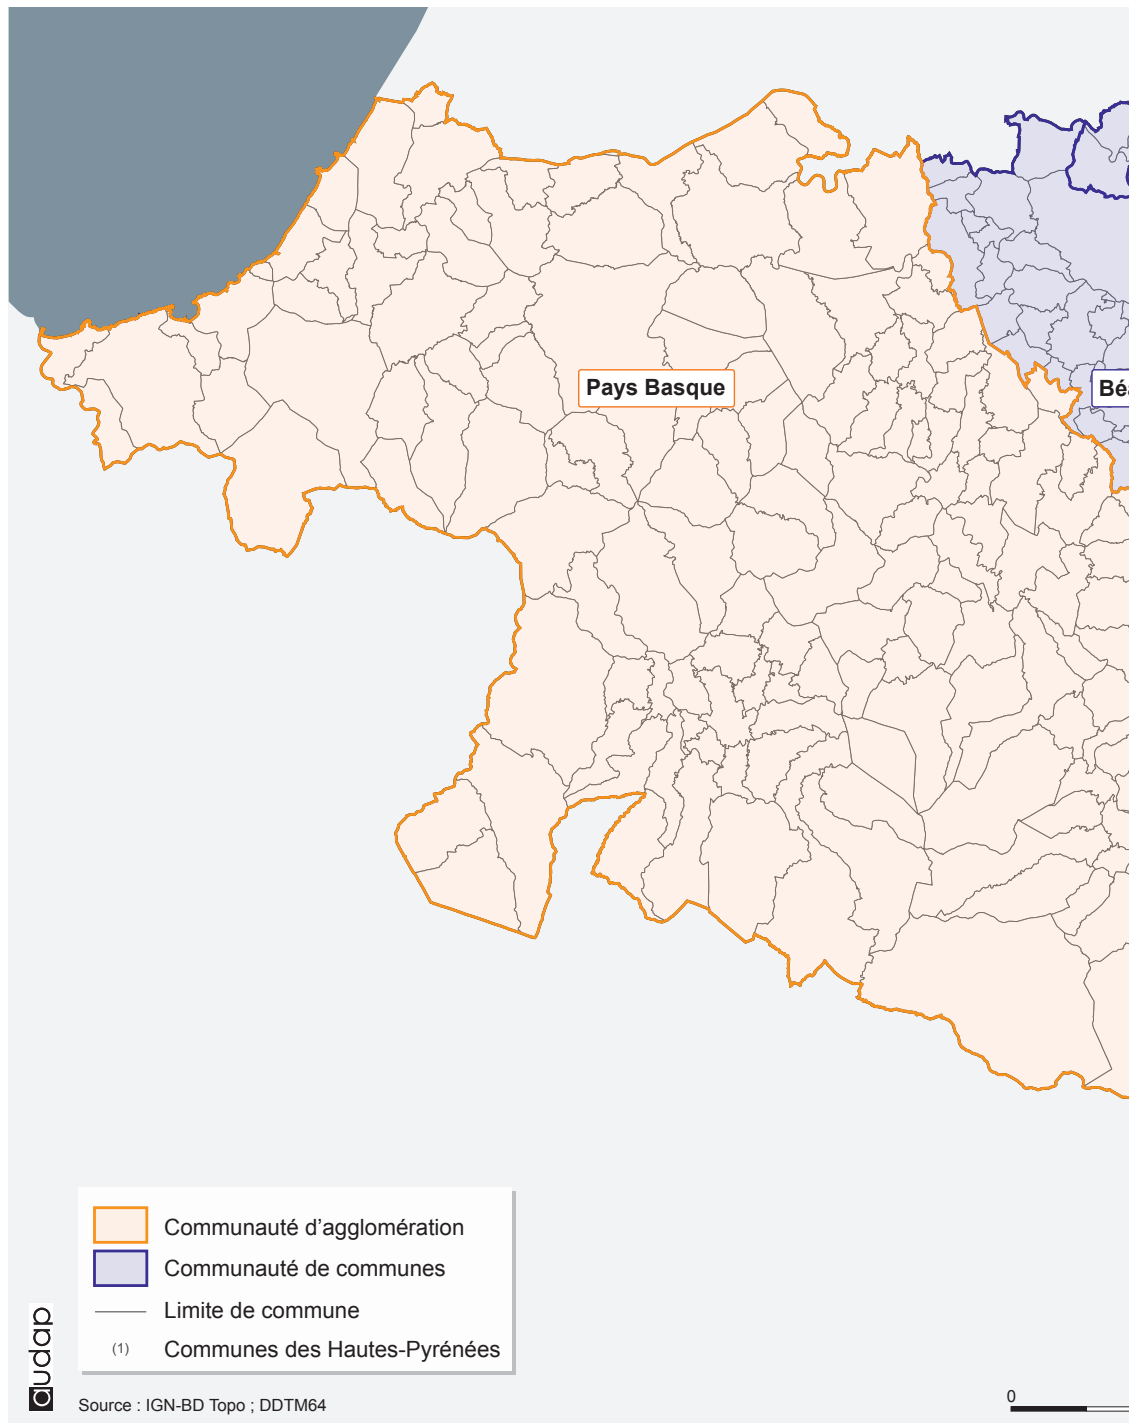 Pays Basque
Béa
Communauté d’agglomération
Communauté de communes
Limite de commune
(1) Communes des Hautes-Pyrénées
audap
Source : IGN-BD Topo ; DDTM64
0